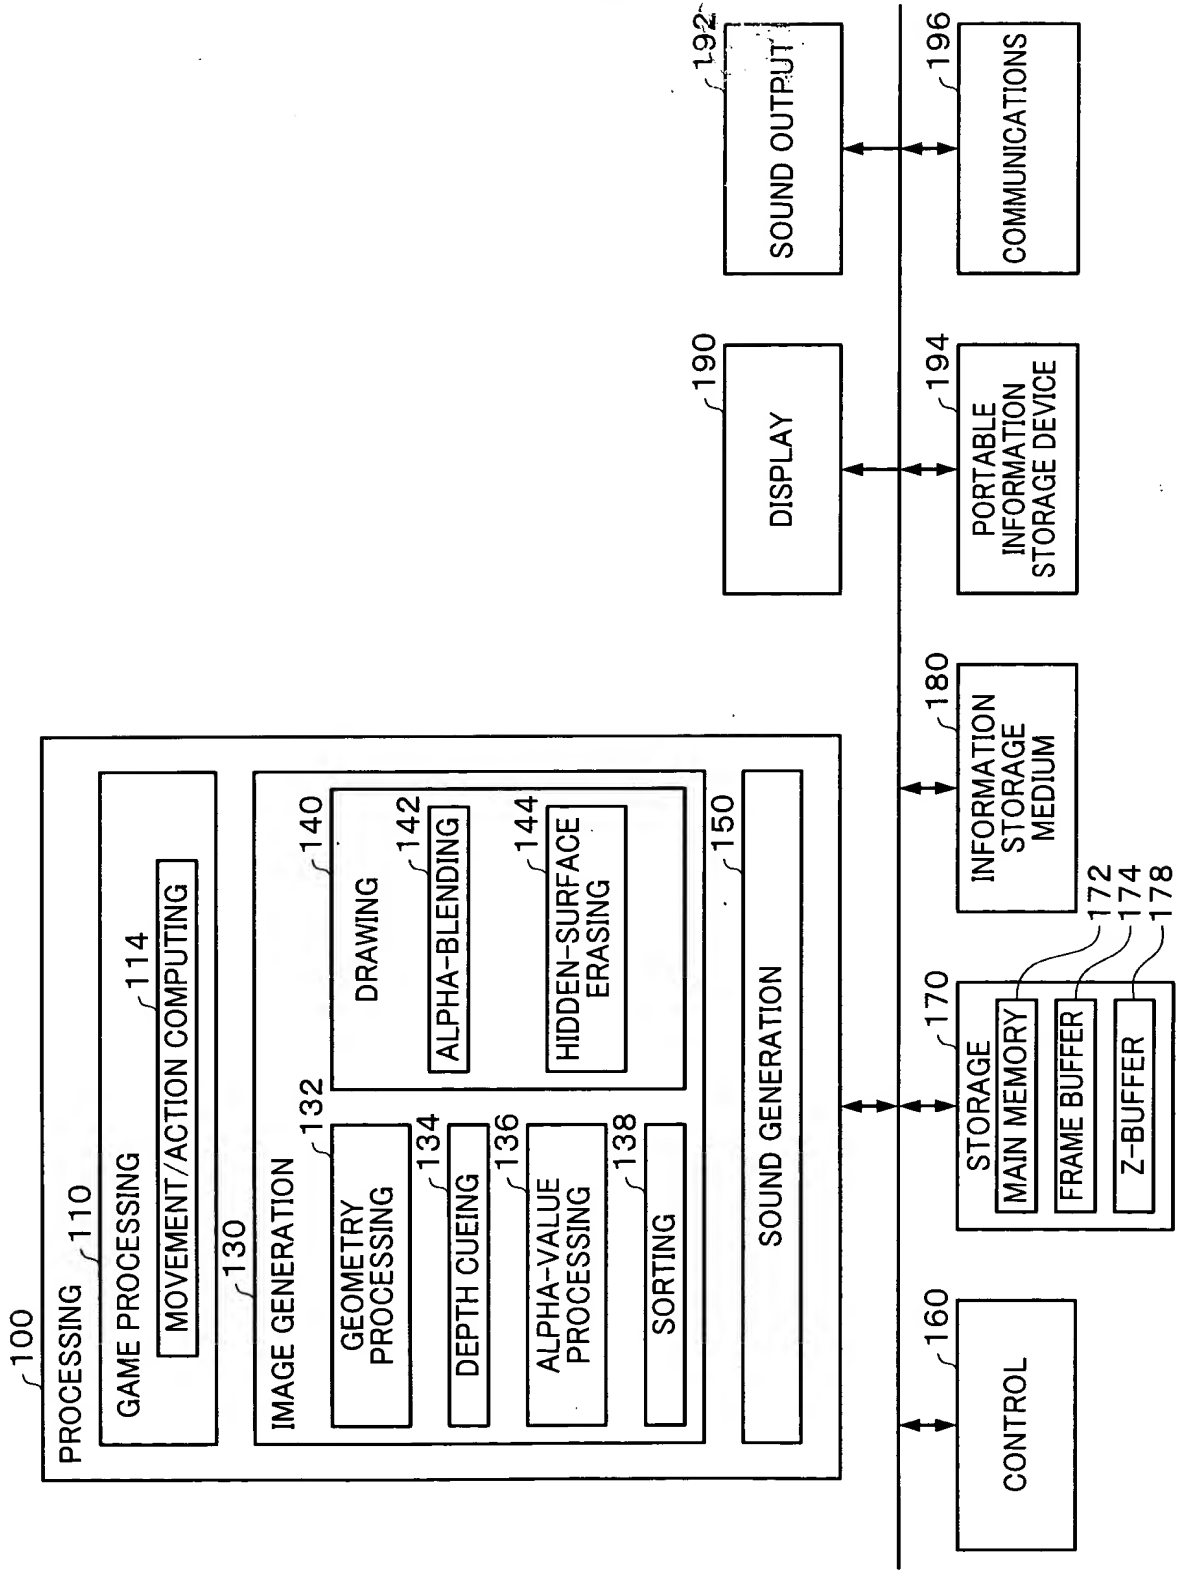 100
PROCESSING
110
GAME PROCESSING
114
MOVEMENT/ACTION COMPUTING
130
IMAGE GENERATION
132
GEOMETRY
PROCESSING
134
DEPTH CUEING
136
ALPHA-VALUE
PROCESSING
138
SORTING
140
DRAWING
142
ALPHA-BLENDING
144
HIDDEN-SURFACE
ERASING
150
SOUND GENERATION
190
DISPLAY
192
SOUND OUTPUT
160
CONTROL
170
STORAGE
MAIN MEMORY
172
FRAME BUFFER
174
Z-BUFFER
178
180
INFORMATION
STORAGE
MEDIUM
194
PORTABLE
INFORMATION
STORAGE DEVICE
196
COMMUNICATIONS